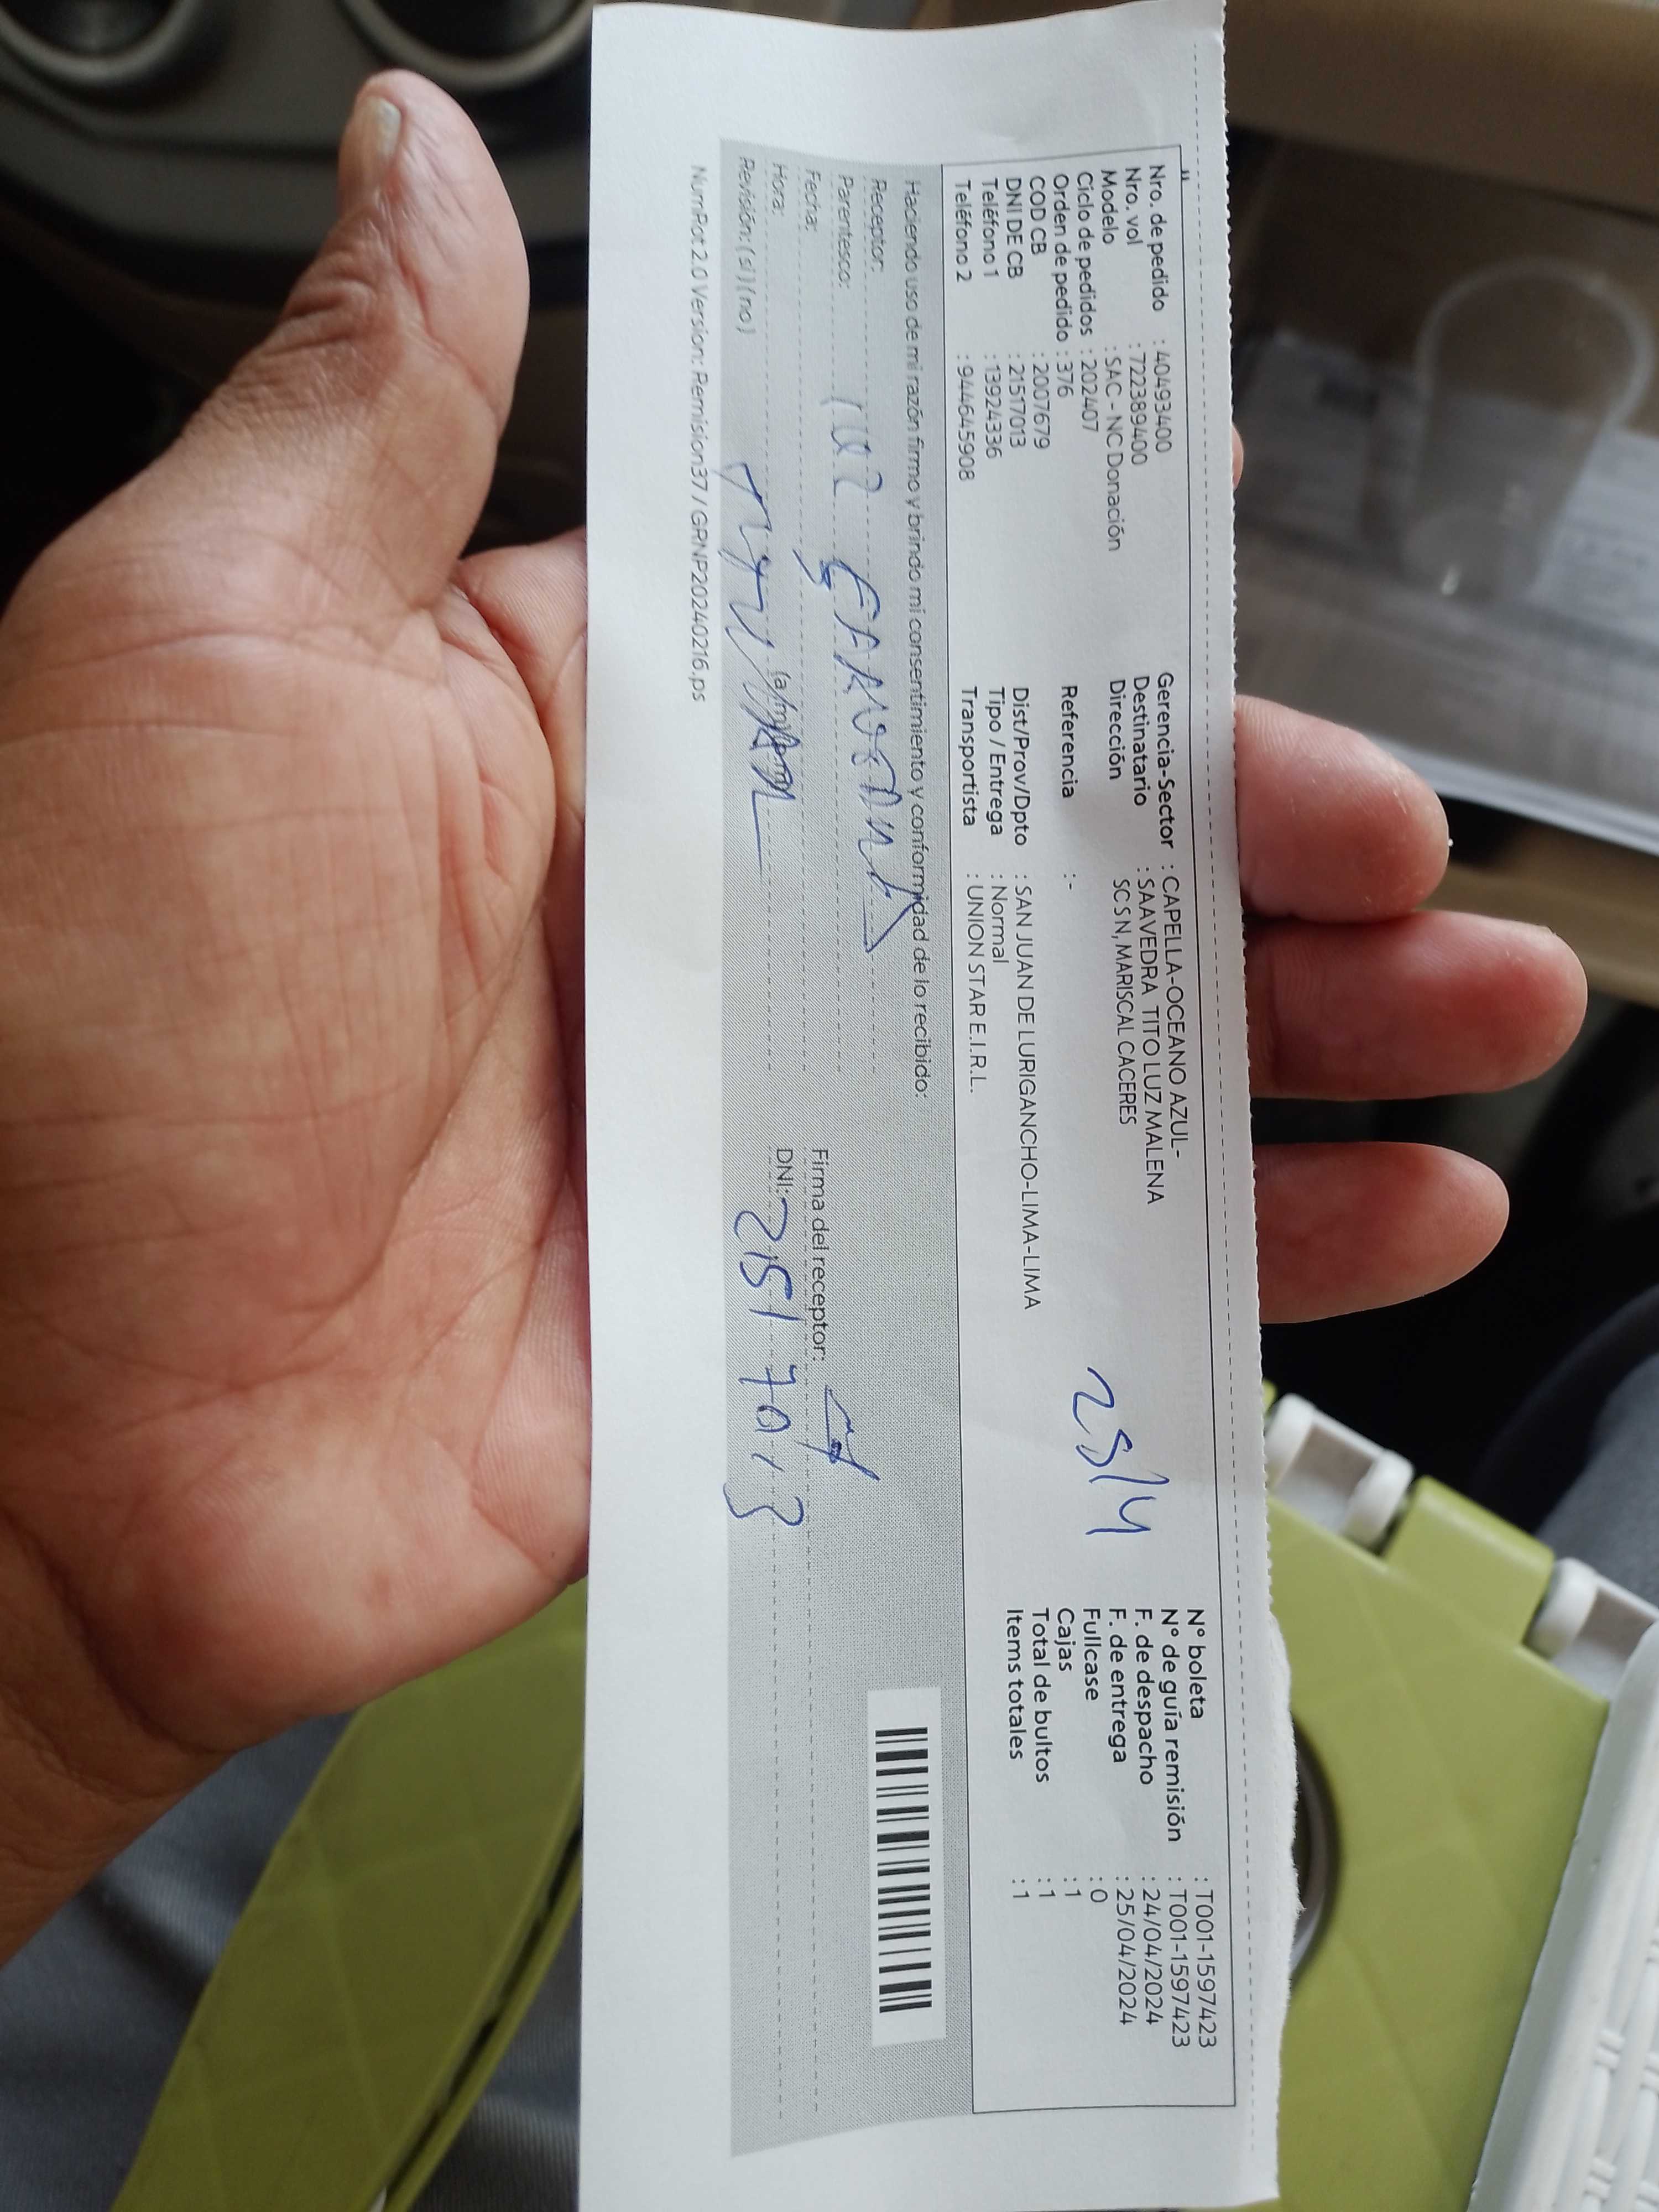 Nro. de pedido : 40493400
Nro. vol : 722389400
Modelo : SAC - NC Donación
Ciclo de pedidos : 202407
Orden de pedido : 376
COD CB : 2007679
DNI DE CB : 21517013
Teléfono 1 : 13924336
Teléfono 2 : 944645908
Gerencia-Sector : CAPELLA-OCEANO AZUL-
Destinatario : SAAVEDRA TITO LUZ MALENA
Dirección SC S N, MARISCAL CACERES
Referencia :-
Dist/Prov/Dpto : SAN JUAN DE LURIGANCHO-LIMA-LIMA
Tipo / Entrega : Normal
Transportista : UNION STAR E.I.R.L.
25/4
N° boleta : T001-1597423
N° de guía remisión : T001-1597423
F. de despacho : 24/04/2024
F. de entrega : 25/04/2024
Fullcase : 0
Cajas : 1
Total de bultos : 1
Items totales : 1
Haciendo uso de mi razón firmo y brindo mi consentimiento y conformidad de lo recibido:
Receptor:
Parentesco:
Fecha:
Hora: (a/m)(p.m)
Revisión: (si) (no)
Firma del receptor:
DNI: 21517013
NumPot 2.0 Version: Remision37 / GRNP20240216.ps